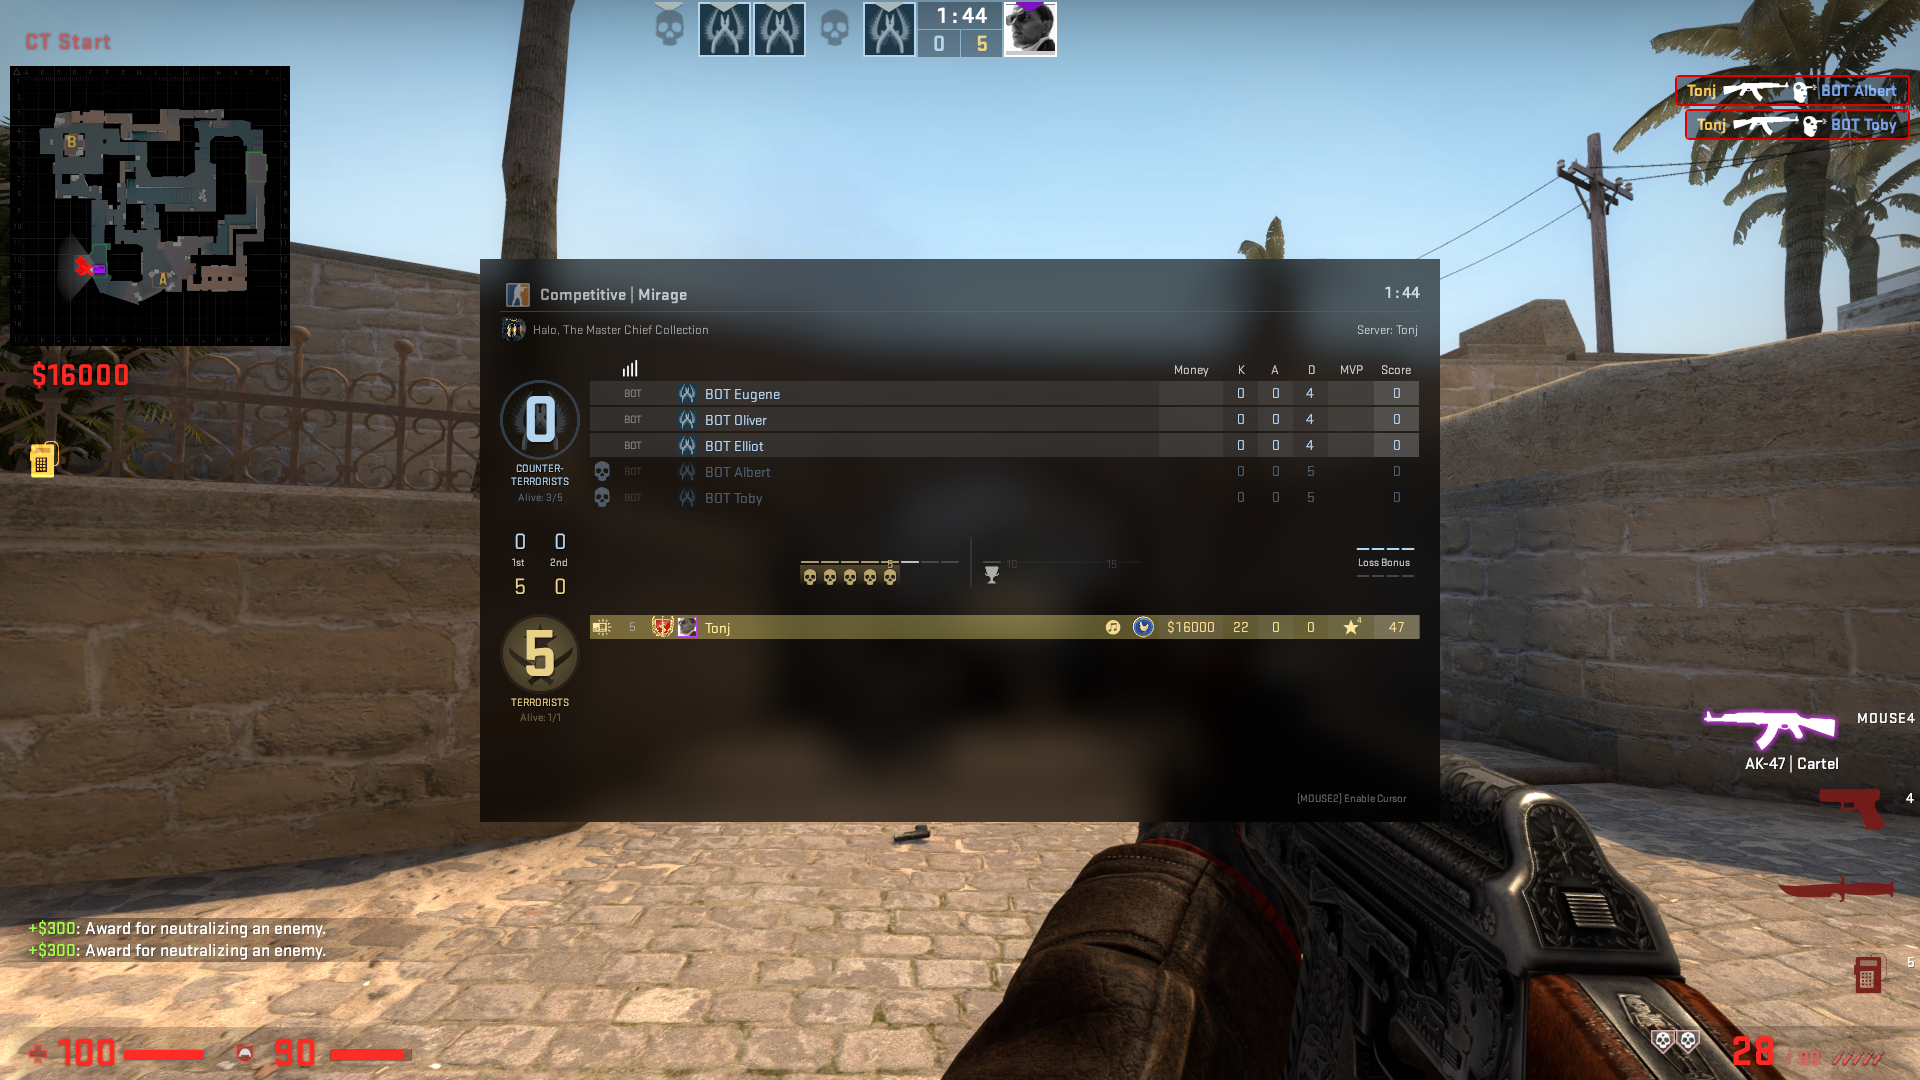 CT Start
1:44
0 5
Tonj BOT Albert
Tonj BOT Toby
B
A
$16000
Competitive | Mirage 1:44
Halo, The Master Chief Collection Server: Tonj
Money K A D MVP Score
0
COUNTER-
TERRORISTS
Alive: 3/5
BOT BOT Eugene 0 0 4 0
BOT BOT Oliver 0 0 4 0
BOT BOT Elliot 0 0 4 0
BOT BOT Albert 0 0 5 0
BOT BOT Toby 0 0 5 0
0 0
1st 2nd
5 0
5 10 15
Loss Bonus
5
TERRORISTS
Alive: 1/1
5 Tonj $16000 22 0 0 4 47
[MOUSE2] Enable Cursor
MOUSE4
AK-47 | Cartel
4
5
+$300: Award for neutralizing an enemy.
+$300: Award for neutralizing an enemy.
100 90
28 / 90